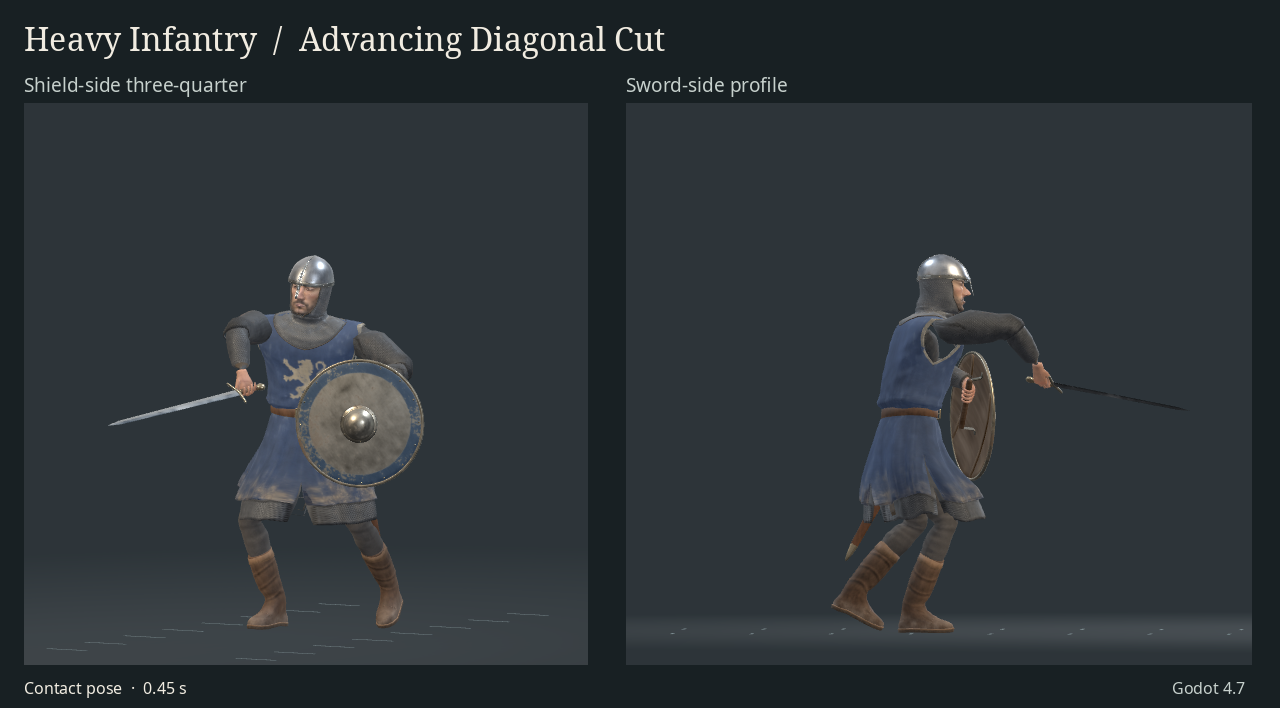 Heavy Infantry / Advancing Diagonal Cut
Shield-side three-quarter
Sword-side profile
Contact pose · 0.45 s
Godot 4.7